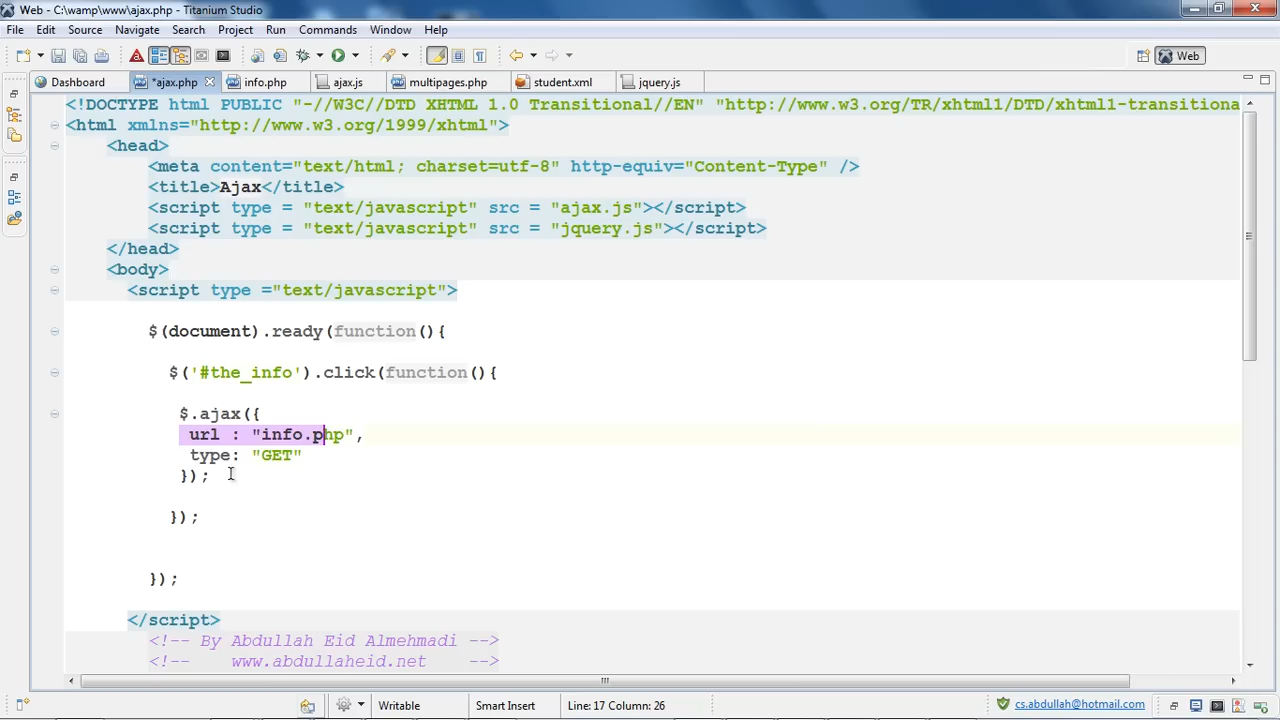 Web - C:\wamp\www\ajax.php - Titanium Studio
File Edit Source Navigate Search Project Run Commands Window Help
Web
Dashboard *ajax.php info.php ajax.js multipages.php student.xml jquery.js
<!DOCTYPE html PUBLIC "-//W3C//DTD XHTML 1.0 Transitional//EN" "http://www.w3.org/TR/xhtml1/DTD/xhtml1-transitiona
<html xmlns="http://www.w3.org/1999/xhtml">
<head>
<meta content="text/html; charset=utf-8" http-equiv="Content-Type" />
<title>Ajax</title>
<script type = "text/javascript" src = "ajax.js"></script>
<script type = "text/javascript" src = "jquery.js"></script>
</head>
<body>
<script type ="text/javascript">
$(document).ready(function(){
$('#the_info').click(function(){
$.ajax({
url : "info.php",
type: "GET"
});
});
});
</script>
<!-- By Abdullah Eid Almehmadi -->
<!-- www.abdullaheid.net -->
Writable Smart Insert Line: 17 Column: 26 cs.abdullah@hotmail.com